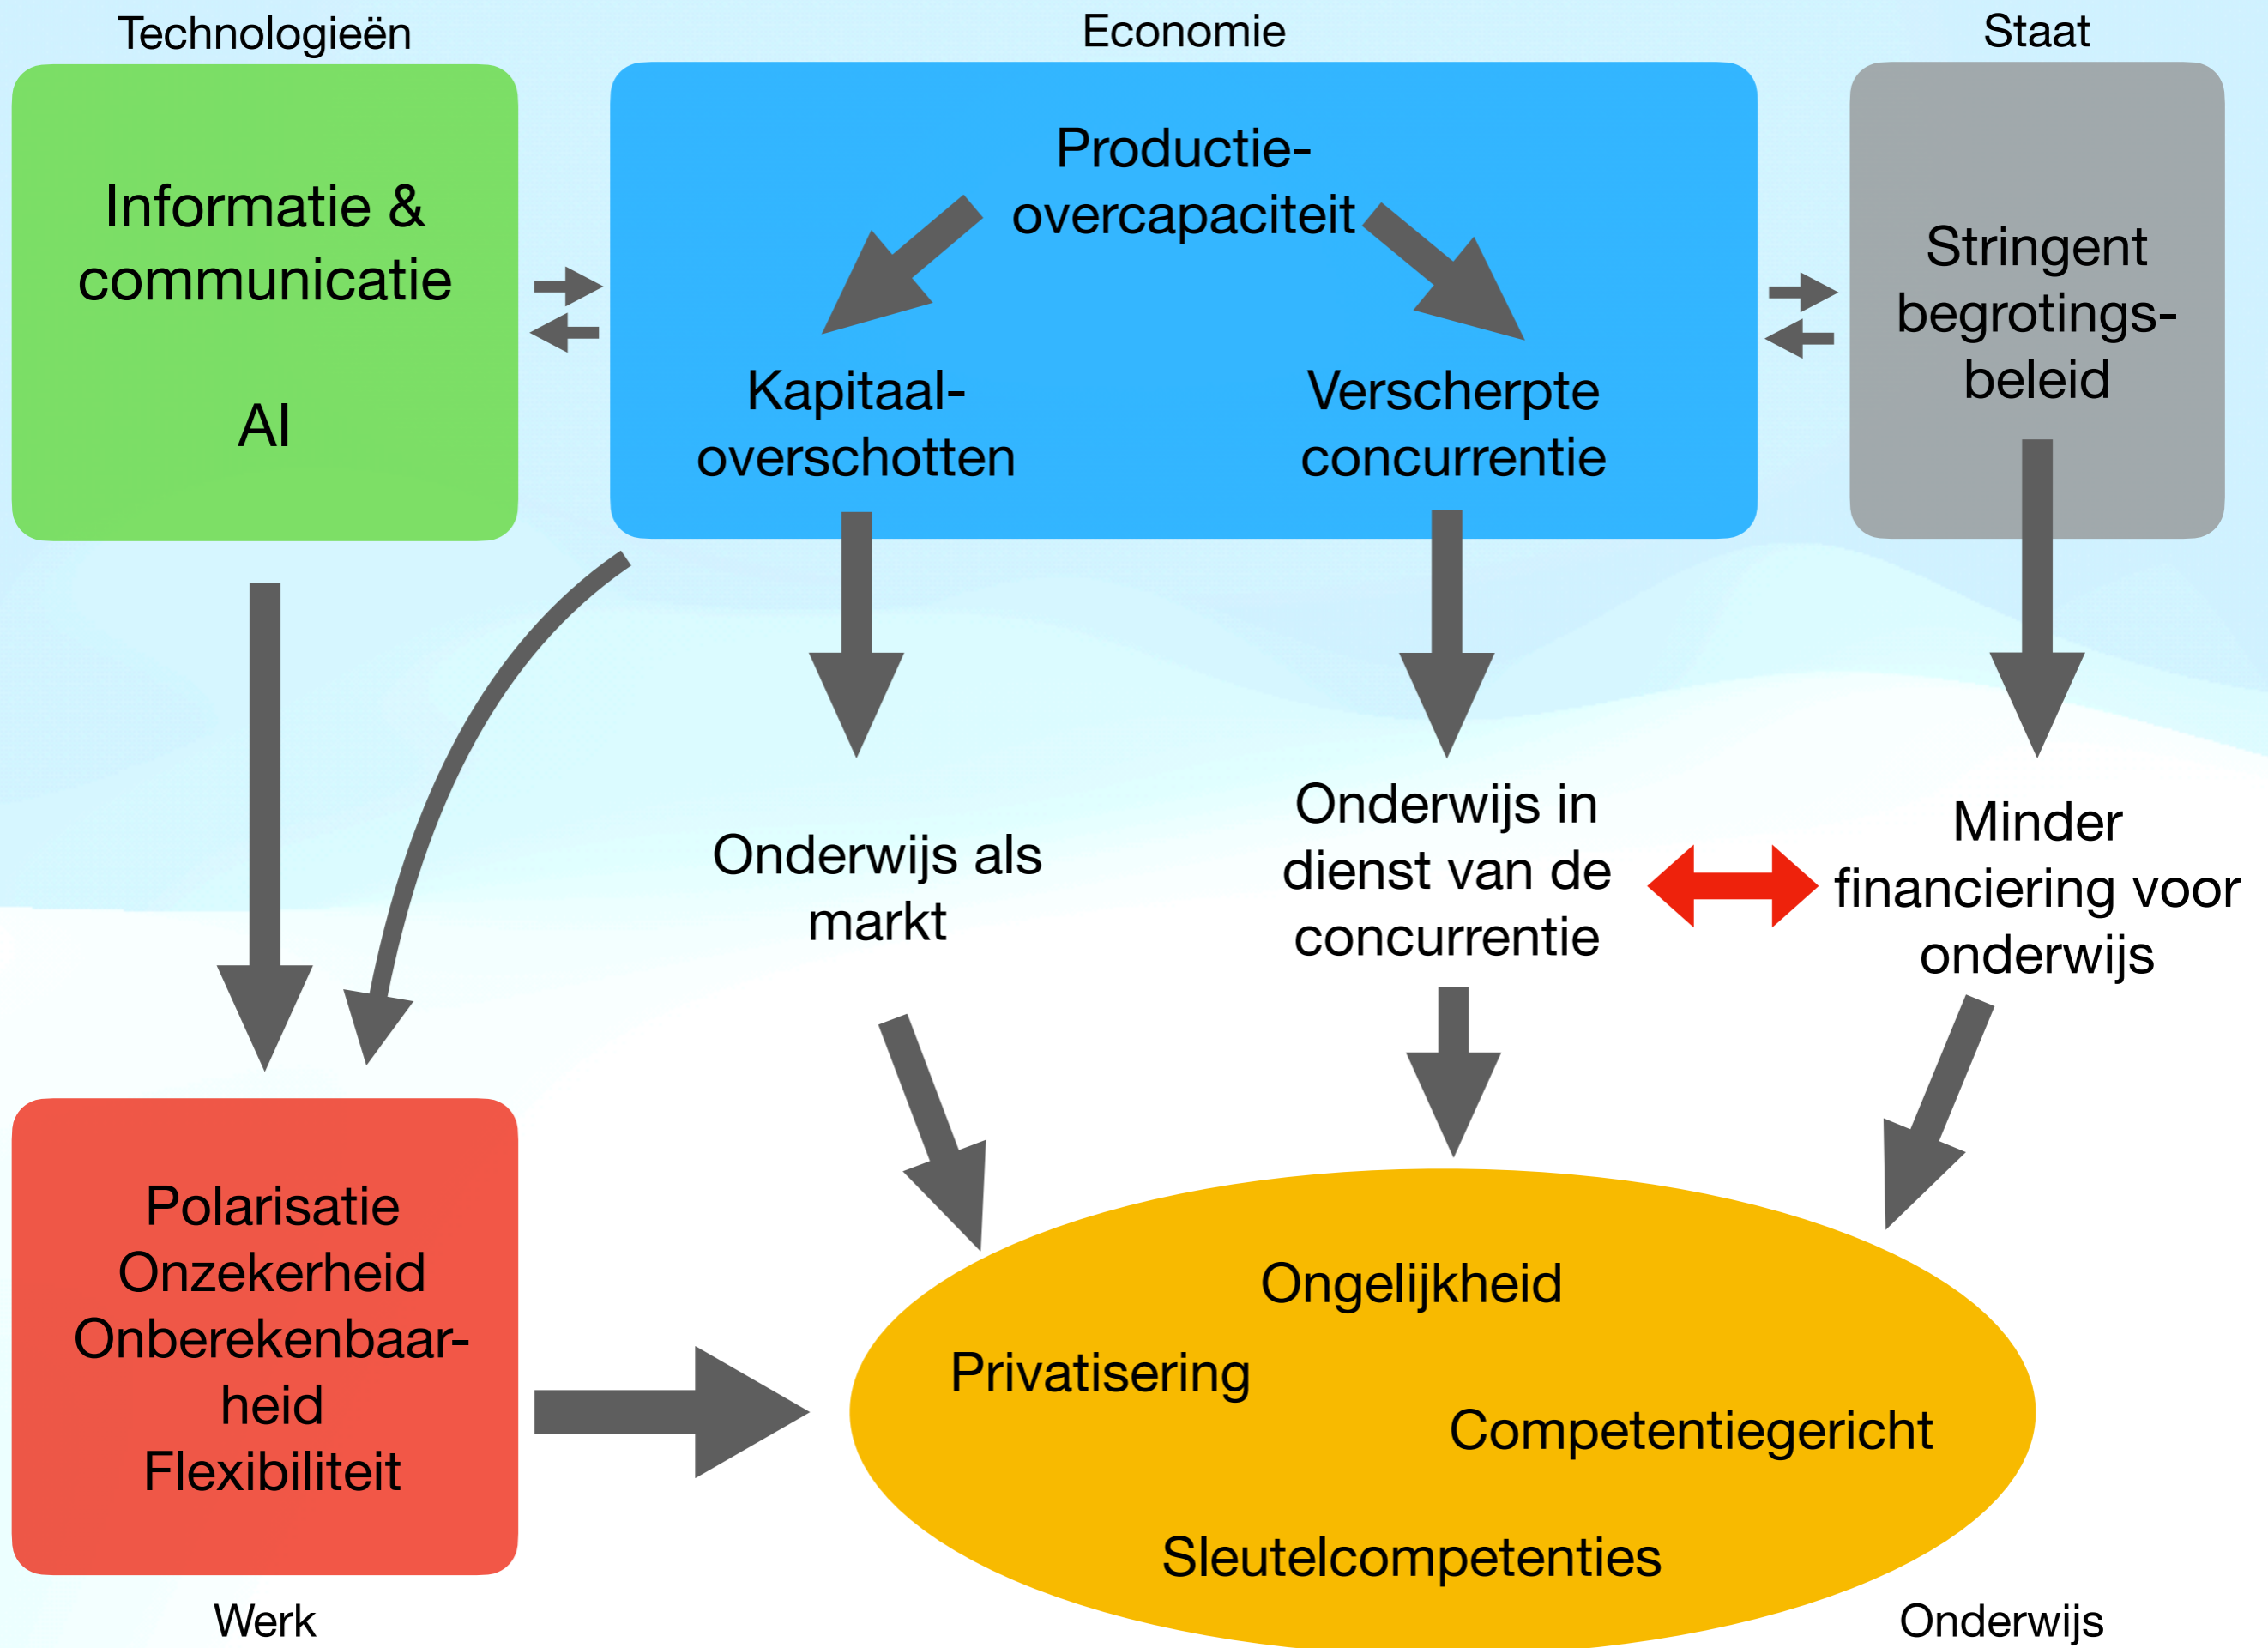 Technologieën
Economie
Staat
Informatie &
communicatie
AI
Productie-
overcapaciteit
Kapitaal-
overschotten
Verscherpte
concurrentie
Stringent
begrotings-
beleid
Onderwijs als
markt
Onderwijs in
dienst van de
concurrentie
Minder
financiering voor
onderwijs
Polarisatie
Onzekerheid
Onberekenbaar-
heid
Flexibiliteit
Ongelijkheid
Privatisering
Competentiegericht
Sleutelcompetenties
Werk
Onderwijs